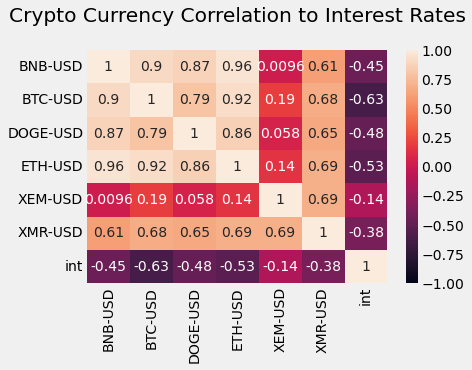 Crypto Currency Correlation to Interest Rates
BNB-USD 1 0.9 0.87 0.96 0.0096 0.61 -0.45
BTC-USD 0.9 1 0.79 0.92 0.19 0.68 -0.63
DOGE-USD 0.87 0.79 1 0.86 0.058 0.65 -0.48
ETH-USD 0.96 0.92 0.86 1 0.14 0.69 -0.53
XEM-USD 0.0096 0.19 0.058 0.14 1 0.69 -0.14
XMR-USD 0.61 0.68 0.65 0.69 0.69 1 -0.38
int -0.45 -0.63 -0.48 -0.53 -0.14 -0.38 1
BNB-USD BTC-USD DOGE-USD ETH-USD XEM-USD XMR-USD int
1.00
0.75
0.50
0.25
0.00
-0.25
-0.50
-0.75
-1.00